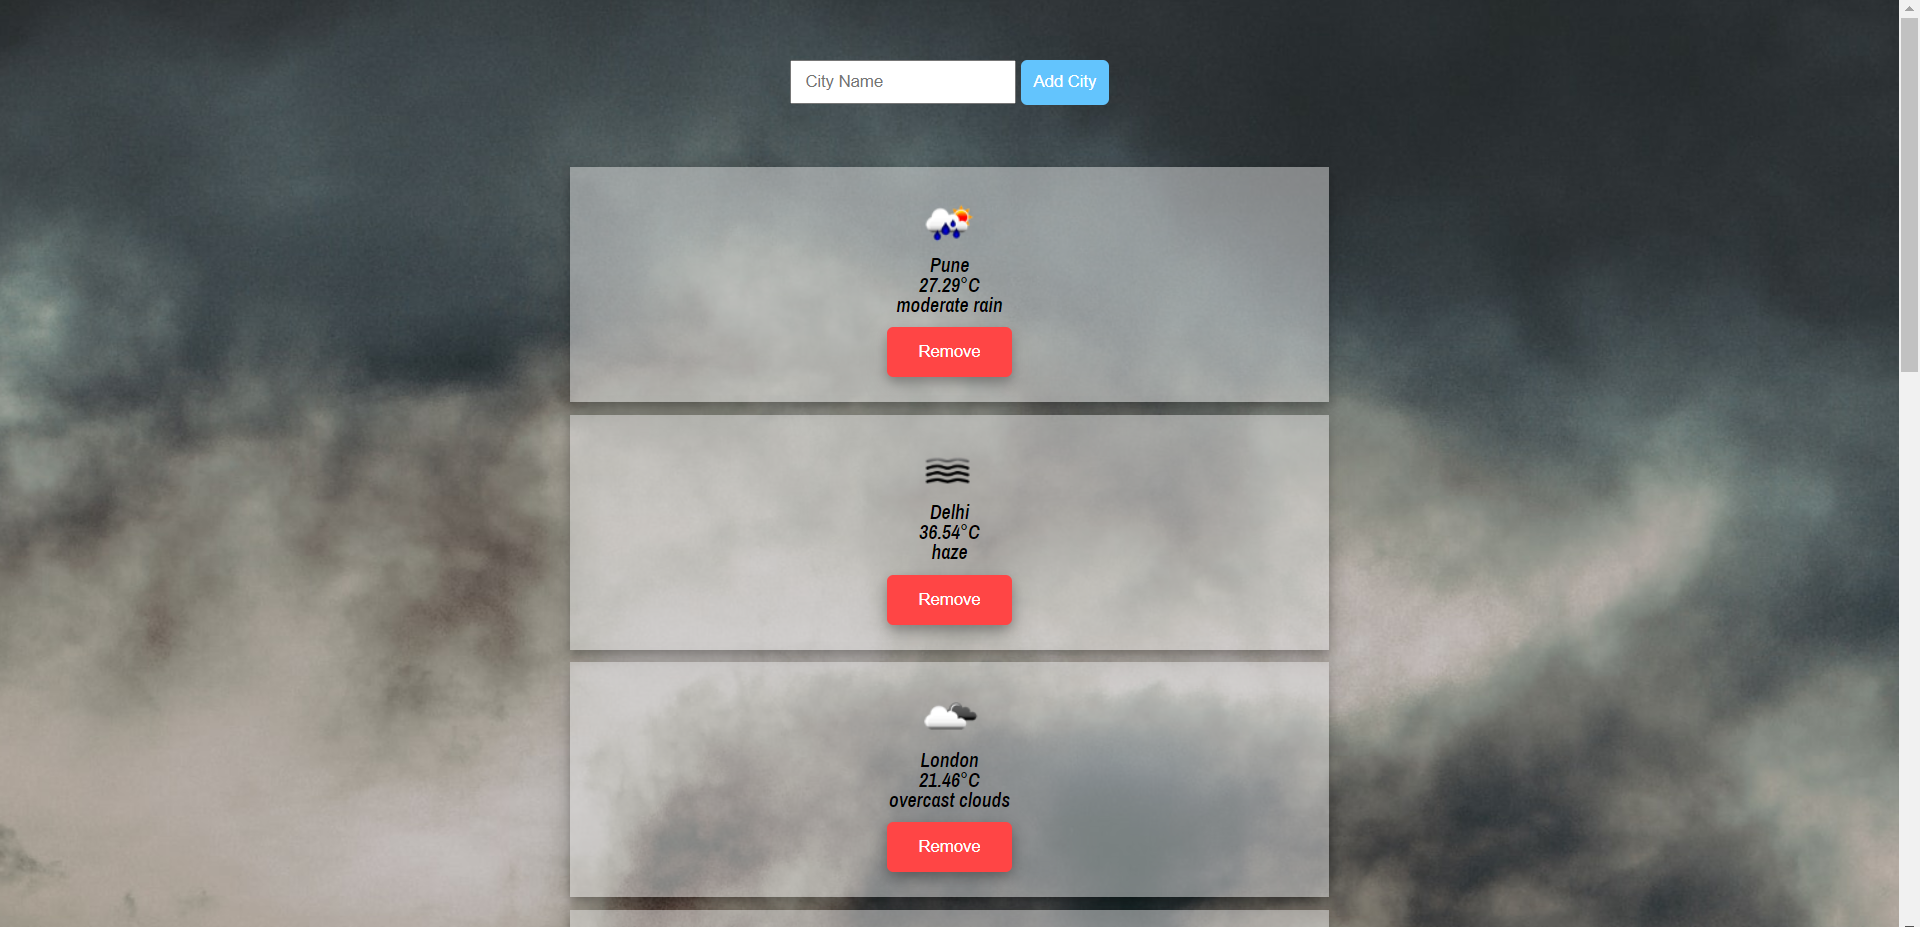 City Name Add City
Pune
27.29°C
moderate rain
Remove
Delhi
36.54°C
haze
Remove
London
21.46°C
overcast clouds
Remove